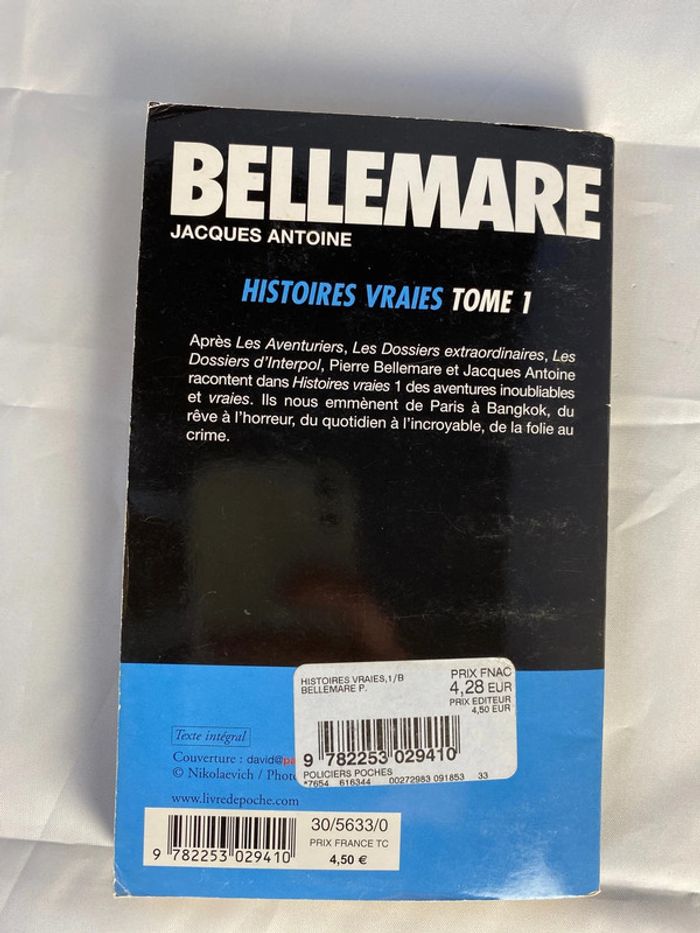 BELLEMARE
JACQUES ANTOINE
HISTOIRES VRAIES TOME 1
Après Les Aventuriers, Les Dossiers extraordinaires, Les
Dossiers d'Interpol, Pierre Bellemare et Jacques Antoine
racontent dans Histoires vraies 1 des aventures inoubliables
et vraies. Ils nous emmènent de Paris à Bangkok, du
rêve à l'horreur, du quotidien à l'incroyable, de la folie au
crime.
HISTOIRES VRAIES,1/B
BELLEMARE P.
PRIX FNAC
4,28 EUR
PRIX EDITEUR
4,50 EUR
9 782253 029410
POLICIERS POCHES
*7654 616344 00272983 091853 33
Texte intégral
Couverture : david@pa
© Nikolaevich / Photo
www.livredepoche.com
9 782253 029410
30/5633/0
PRIX FRANCE TC
4,50 €